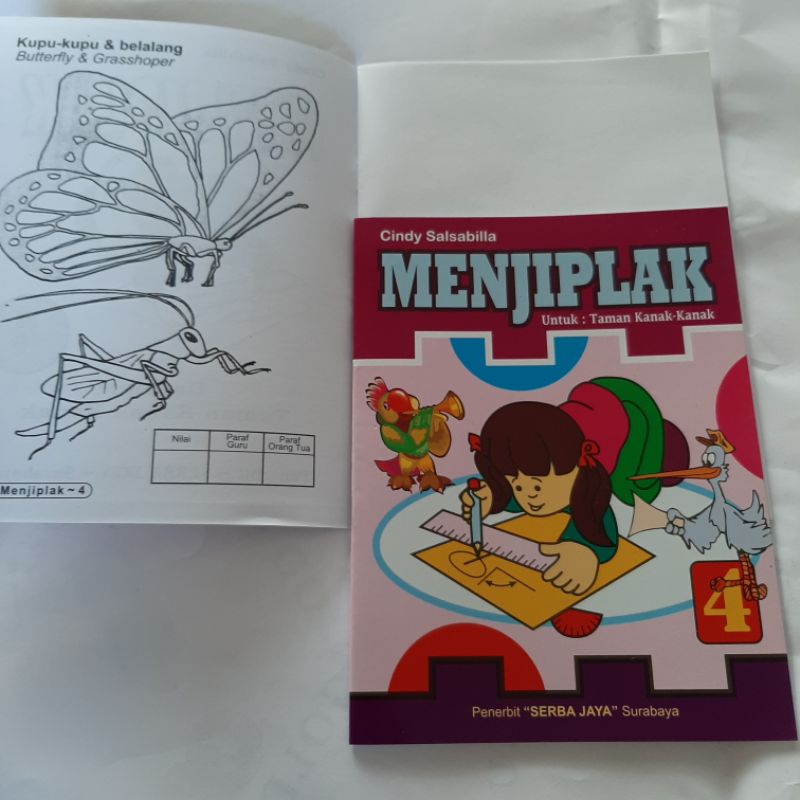 Kupu-kupu & belalang
Butterfly & Grasshoper
Nilai
Paraf
Guru
Paraf
Orang Tua
Menjiplak ~ 4
Cindy Salsabilla
MENJIPLAK
Untuk : Taman Kanak-Kanak
4
Penerbit “SERBA JAYA” Surabaya